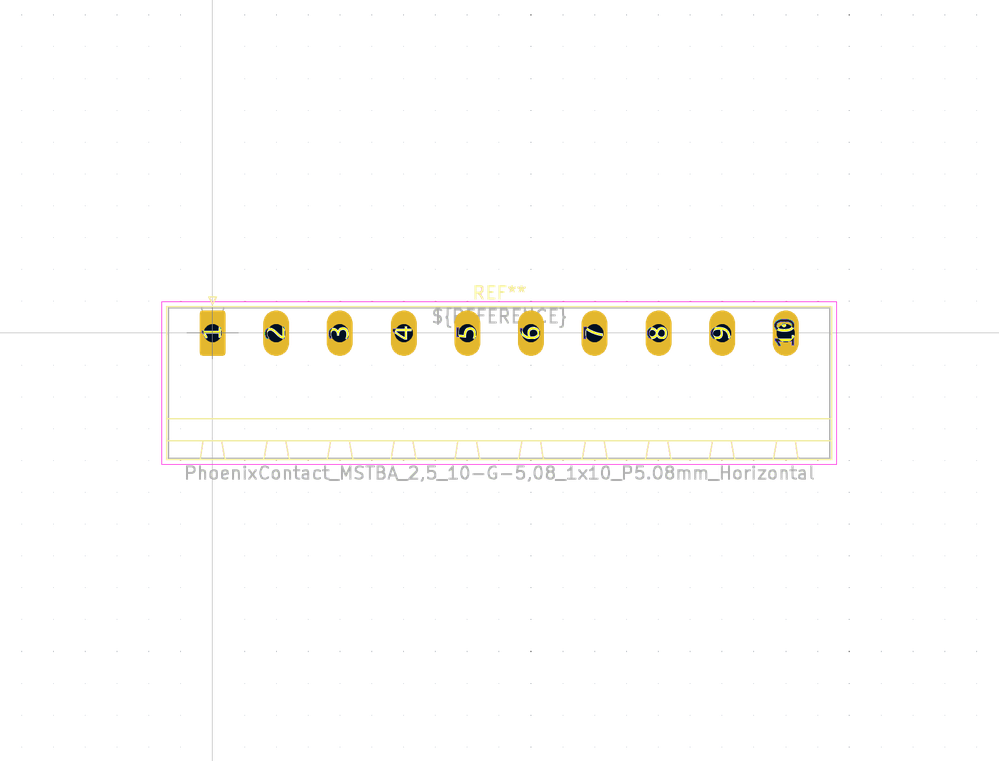 REF**
${REFERENCE}
1 2 3 4 5 6 7 8 9 10
PhoenixContact_MSTBA_2,5_10-G-5,08_1x10_P5.08mm_Horizontal